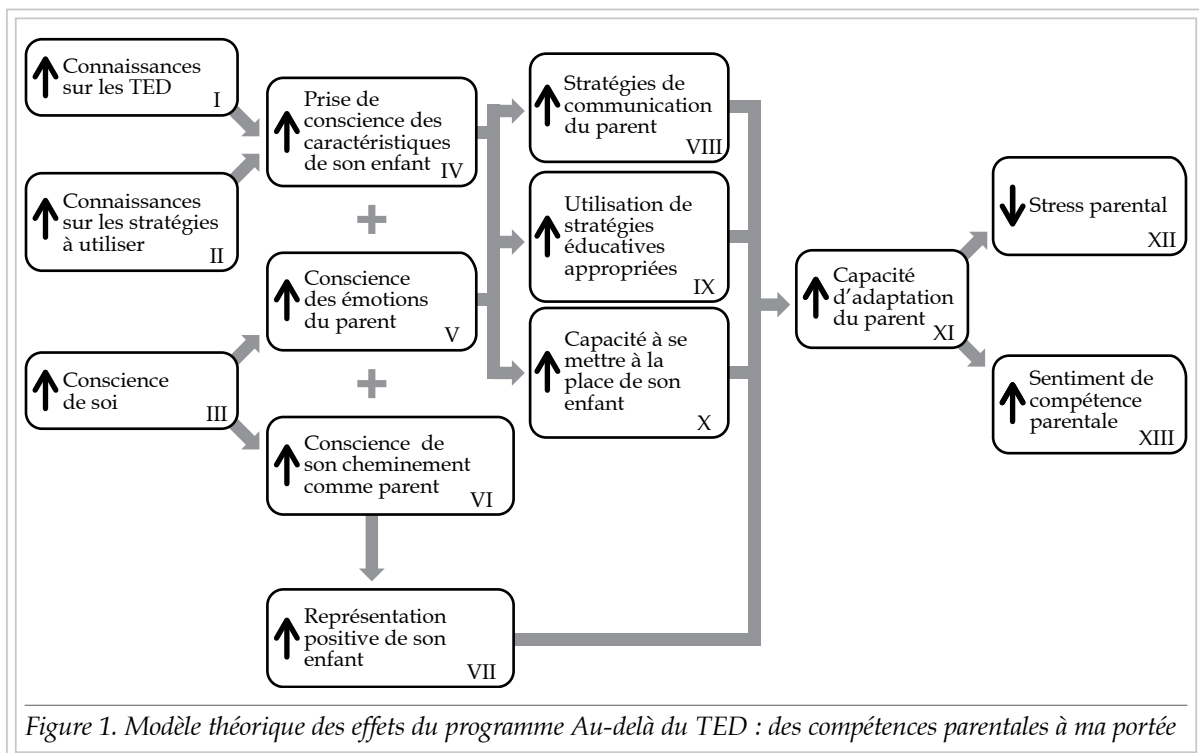 Connaissances
sur les TED
I
Connaissances
sur les stratégies
à utiliser
II
Conscience
de soi
III
Prise de
conscience des
caractéristiques
de son enfant
IV
+
Conscience
des émotions
du parent
V
+
Conscience de
son cheminement
comme parent
VI
Représentation
positive de son
enfant
VII
Stratégies de
communication
du parent
VIII
Utilisation de
stratégies
éducatives
appropriées
IX
Capacité à se
mettre à la
place de son
enfant
X
Capacité
d'adaptation
du parent
XI
Stress parental
XII
Sentiment de
compétence
parentale
XIII
Figure 1. Modèle théorique des effets du programme Au-delà du TED : des compétences parentales à ma portée